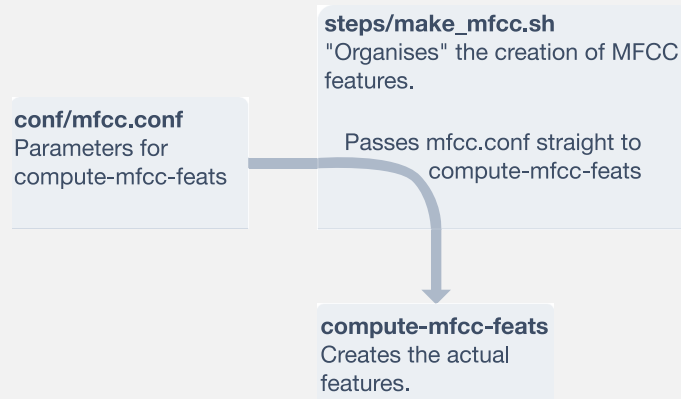 steps/make_mfcc.sh
"Organises" the creation of MFCC
features.
conf/mfcc.conf
Parameters for
compute-mfcc-feats
Passes mfcc.conf straight to
compute-mfcc-feats
compute-mfcc-feats
Creates the actual
features.